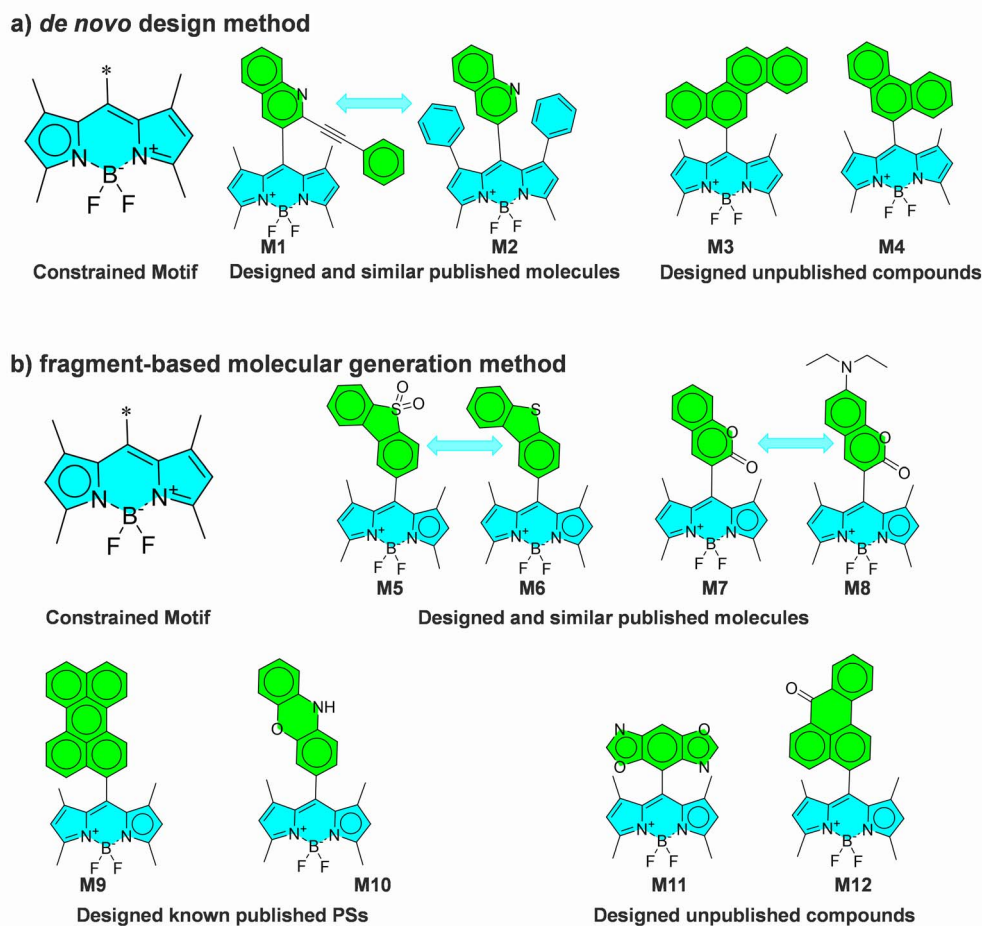 a) de novo design method
*
N
N+
B-
F F
N
N+
N
B-
F F
M1
N
N+
N
B-
F F
M2
N+
N
B-
F F
M3
N+
N
B-
F F
M4
Constrained Motif
Designed and similar published molecules
Designed unpublished compounds
b) fragment-based molecular generation method
*
N
N+
B-
F F
O
S=O
N+
N
B-
F F
M5
S
N+
N
B-
F F
M6
O
O
N+
N
B-
F F
M7
N
O
O
N+
N
B-
F F
M8
Constrained Motif
Designed and similar published molecules
N+
N
B-
F F
M9
NH
O
N+
N
B-
F F
M10
N O
O N
N+
N
B-
F F
M11
O
N+
N
B-
F F
M12
Designed known published PSs
Designed unpublished compounds